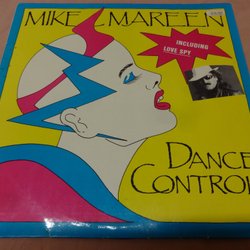 MIKE MAREEN
INCLUDING
LOVE SPY
DANCE
CONTROL